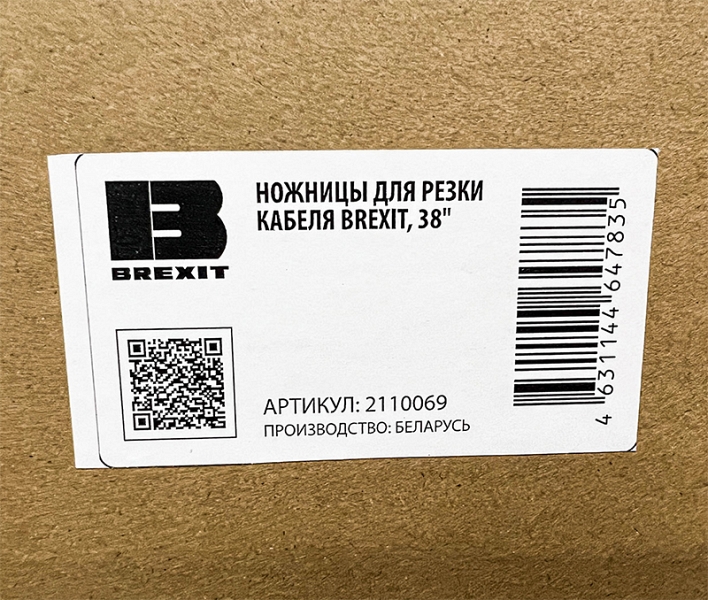 BREXIT
НОЖНИЦЫ ДЛЯ РЕЗКИ
КАБЕЛЯ BREXIT, 38"
АРТИКУЛ: 2110069
ПРОИЗВОДСТВО: БЕЛАРУСЬ
4 631144 647835